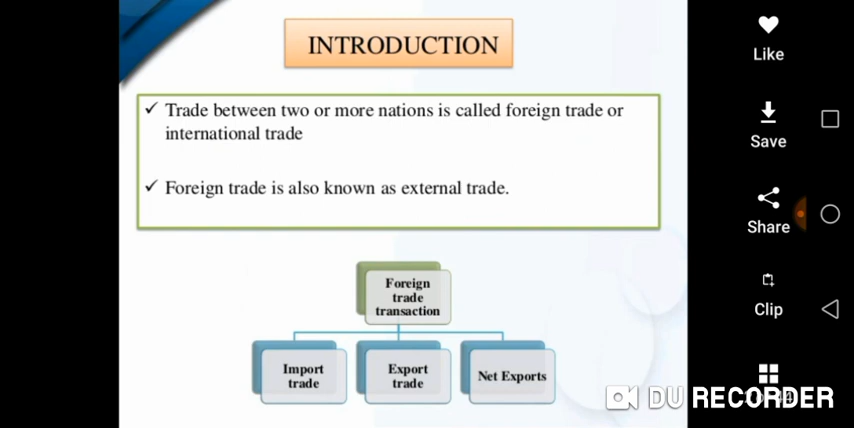 INTRODUCTION
✓ Trade between two or more nations is called foreign trade or
international trade
✓ Foreign trade is also known as external trade.
Foreign
trade
transaction
Import
trade
Export
trade
Net Exports
Like
Save
Share
Clip
DU RECORDER